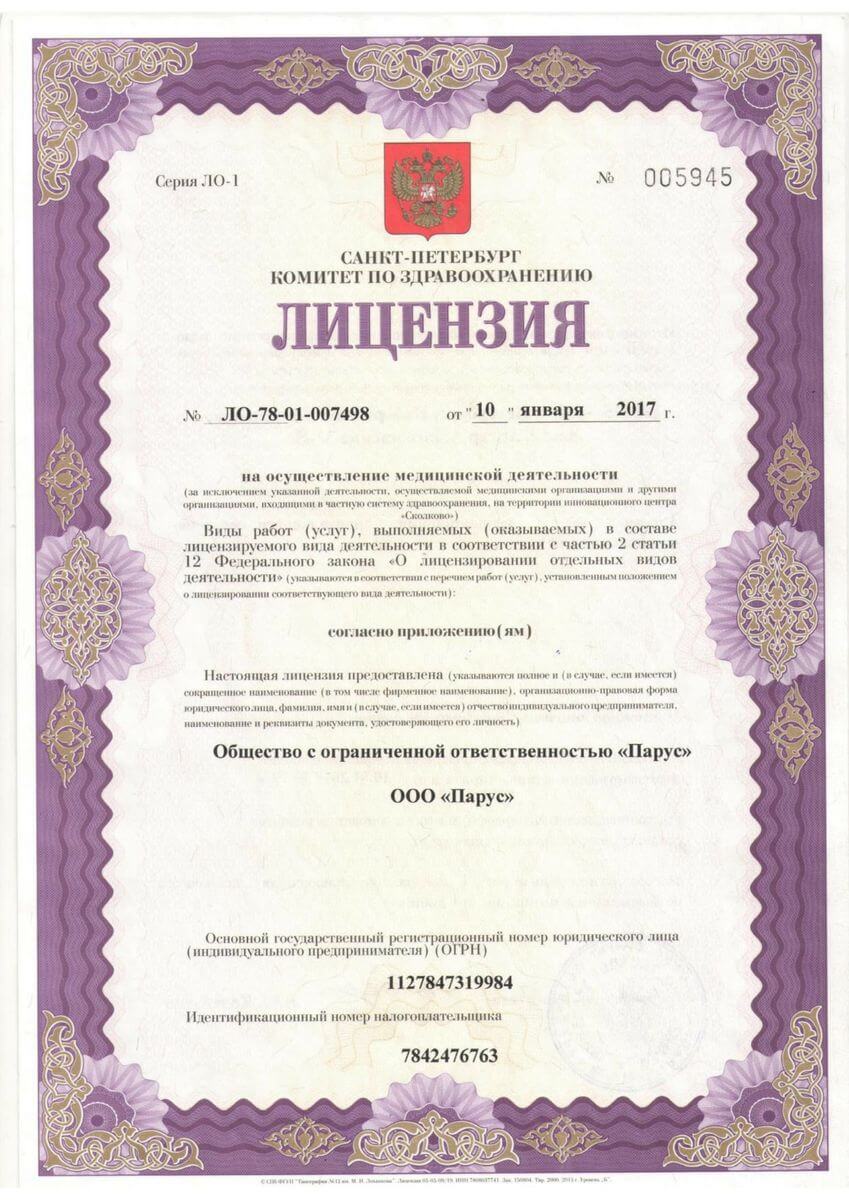 Серия ЛО-1
№ 005945
САНКТ-ПЕТЕРБУРГ
КОМИТЕТ ПО ЗДРАВООХРАНЕНИЮ
ЛИЦЕНЗИЯ
№ ЛО-78-01-007498 от "10" января 2017 г.
на осуществление медицинской деятельности
(за исключением указанной деятельности, осуществляемой медицинскими организациями и другими
организациями, входящими в частную систему здравоохранения, на территории инновационного центра
«Сколково»)
Виды работ (услуг), выполняемых (оказываемых) в составе
лицензируемого вида деятельности в соответствии с частью 2 статьи
12 Федерального закона «О лицензировании отдельных видов
деятельности» (указываются в соответствии с перечнем работ (услуг), установленным положением
о лицензировании соответствующего вида деятельности):
согласно приложению(ям)
Настоящая лицензия предоставлена (указываются полное и (в случае, если имеется)
сокращенное наименование (в том числе фирменное наименование), организационно-правовая форма
юридического лица, фамилия, имя и (в случае, если имеется) отчество индивидуального предпринимателя,
наименование и реквизиты документа, удостоверяющего его личность)
Общество с ограниченной ответственностью «Парус»
ООО «Парус»
Основной государственный регистрационный номер юридического лица
(индивидуального предпринимателя) (ОГРН)
1127847319984
Идентификационный номер налогоплательщика
7842476763